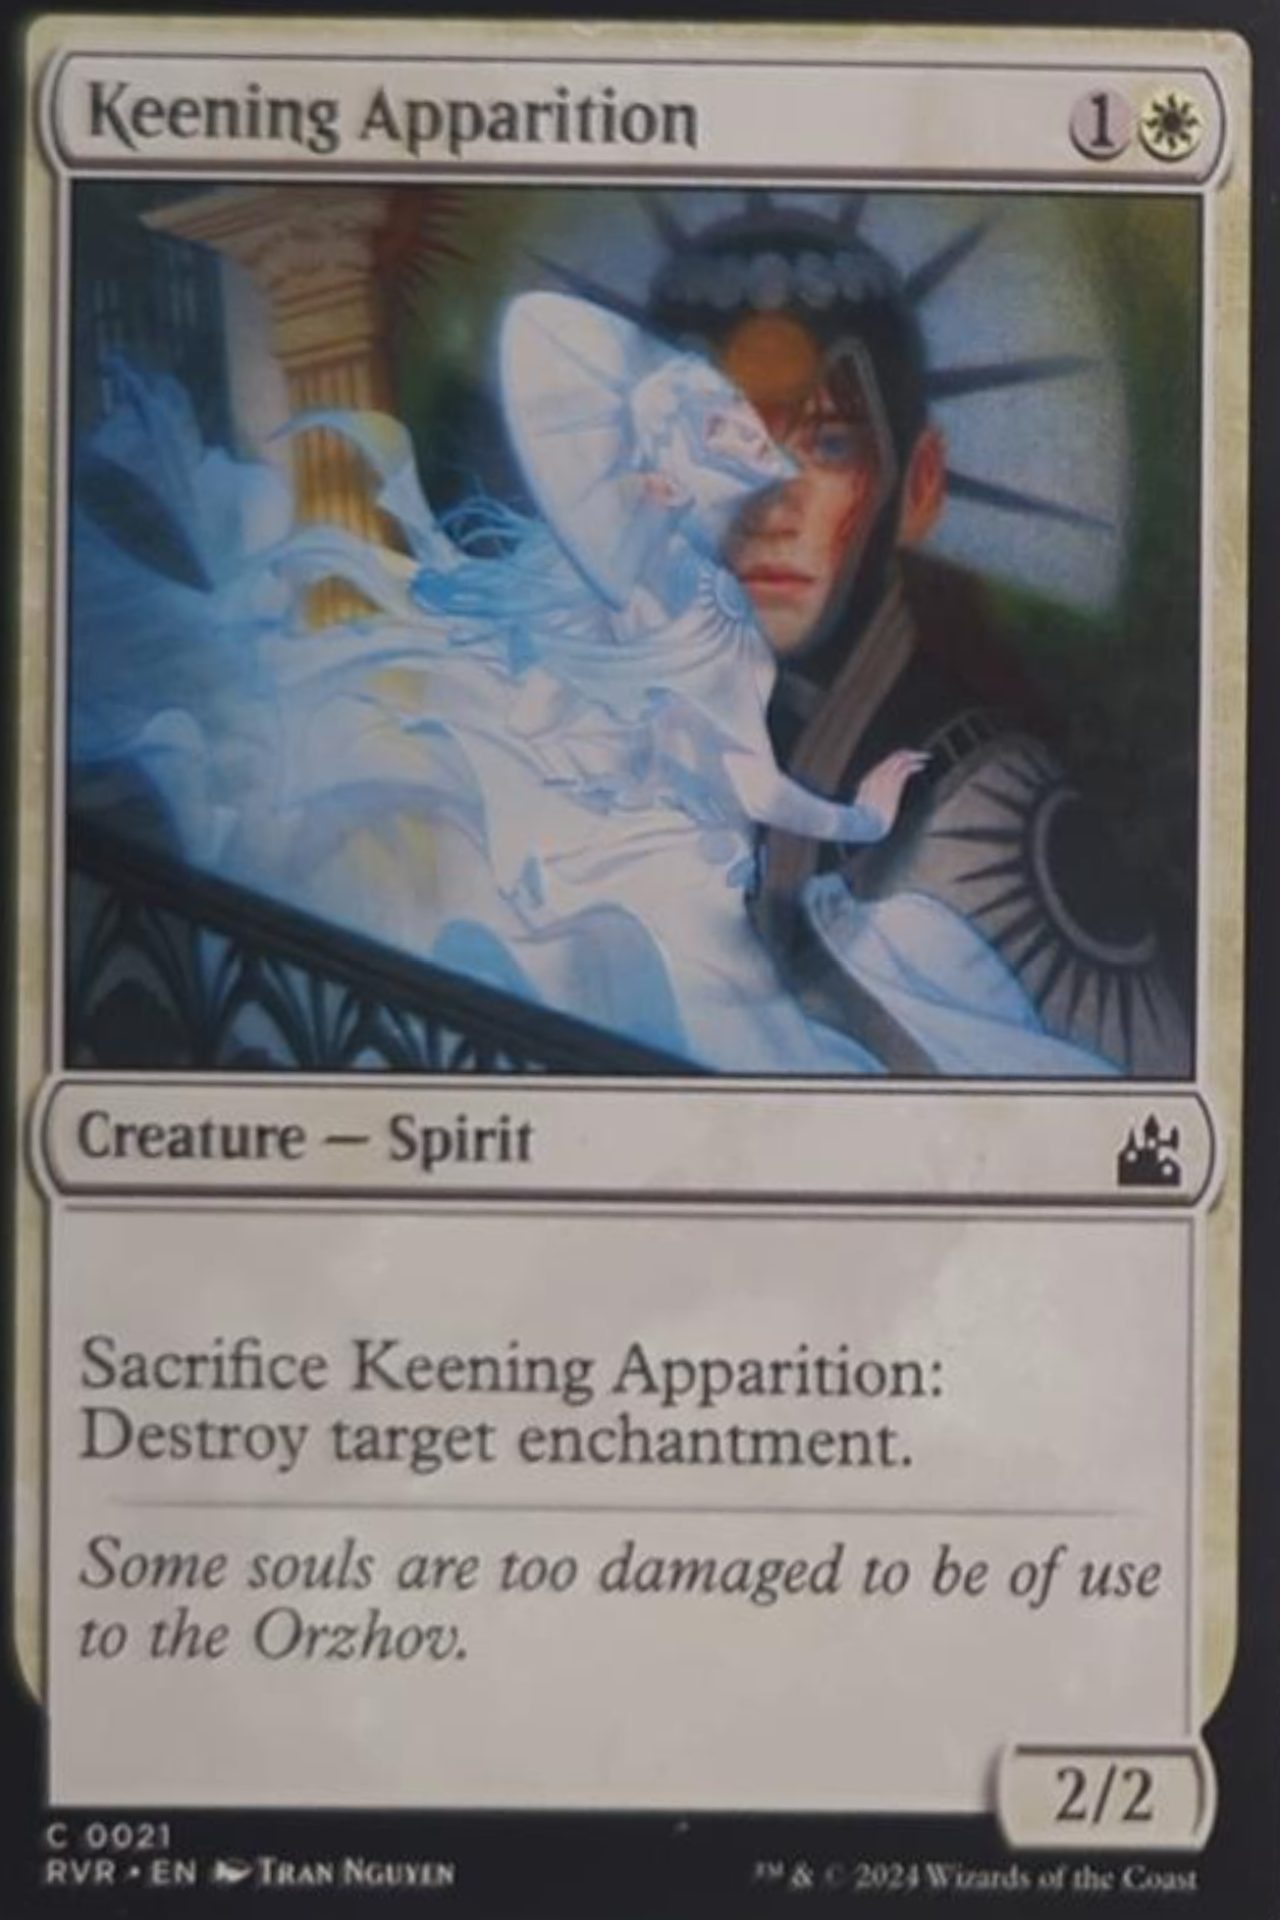 Keening Apparition 1
Creature — Spirit
Sacrifice Keening Apparition:
Destroy target enchantment.
Some souls are too damaged to be of use
to the Orzhov.
2/2
C 0021
RVR • EN TRAN NGUYEN
™ & © 2024 Wizards of the Coast